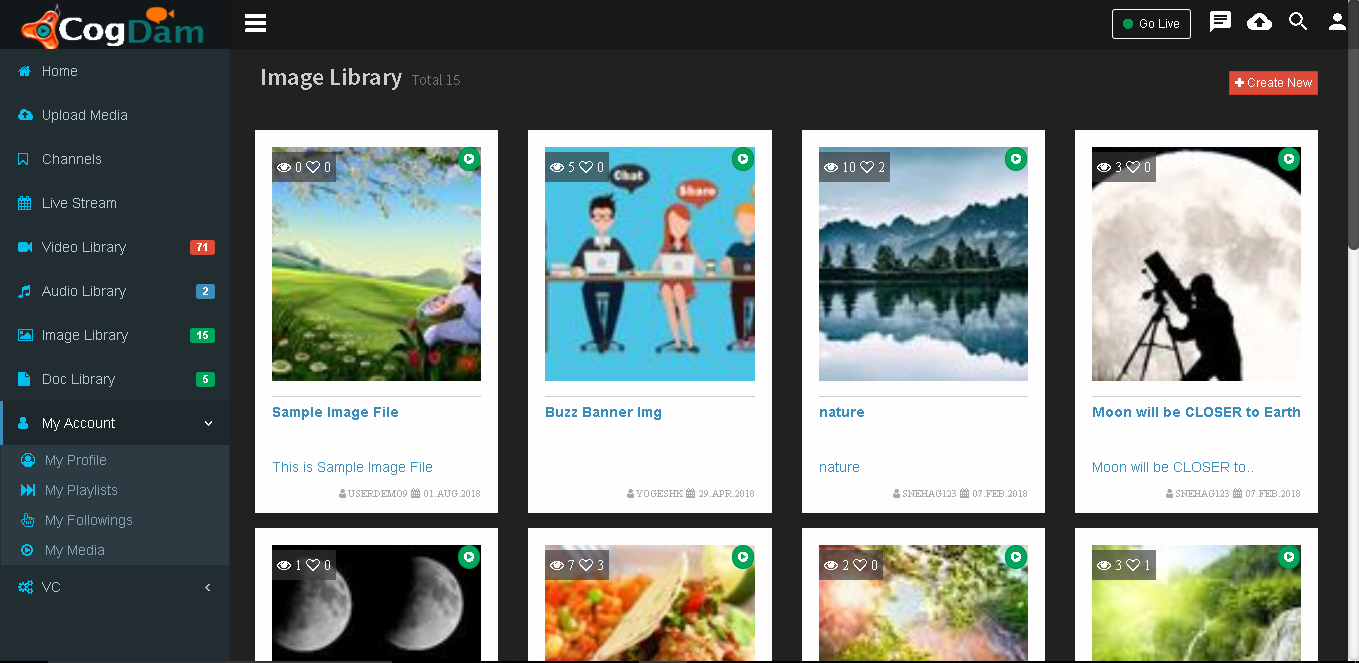 CogDam
Go Live
Home
Upload Media
Channels
Live Stream
Video Library 71
Audio Library 2
Image Library 15
Doc Library 5
My Account
My Profile
My Playlists
My Followings
My Media
VC
Image Library Total 15
Create New
0 0
Sample Image File
This is Sample Image File
USERDEMO9 01.AUG.2018
5 0
Chat
Share
Buzz Banner Img
YOGESHK 29.APR.2018
10 2
nature
nature
SNEHAG123 07.FEB.2018
3 0
Moon will be CLOSER to Earth
Moon will be CLOSER to..
SNEHAG123 07.FEB.2018
1 0
7 3
2 0
3 1